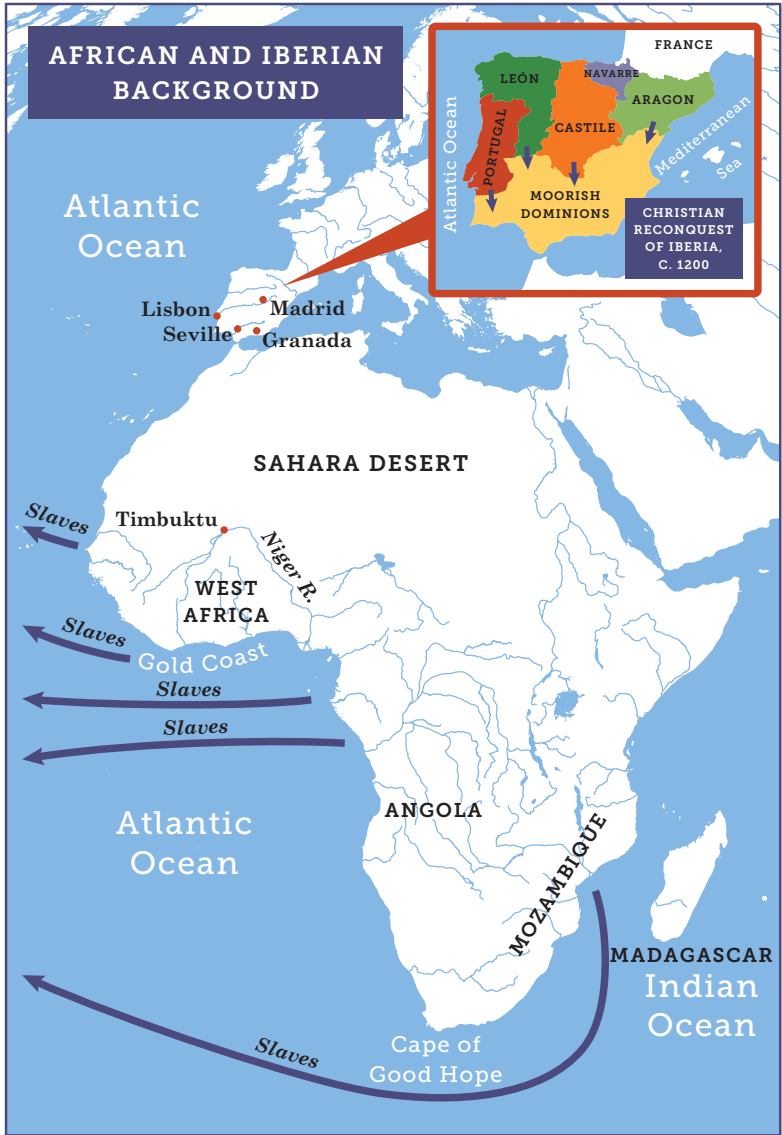 AFRICAN AND IBERIAN
BACKGROUND
FRANCE
LEÓN
NAVARRE
ARAGON
PORTUGAL
CASTILE
Atlantic Ocean
Mediterranean
Sea
MOORISH
DOMINIONS
CHRISTIAN
RECONQUEST
OF IBERIA,
C. 1200
Atlantic
Ocean
Lisbon
Madrid
Seville
Granada
SAHARA DESERT
Slaves
Timbuktu
Niger R.
WEST
AFRICA
Slaves
Gold Coast
Slaves
Slaves
ANGOLA
Atlantic
Ocean
MOZAMBIQUE
MADAGASCAR
Indian
Ocean
Slaves
Cape of
Good Hope